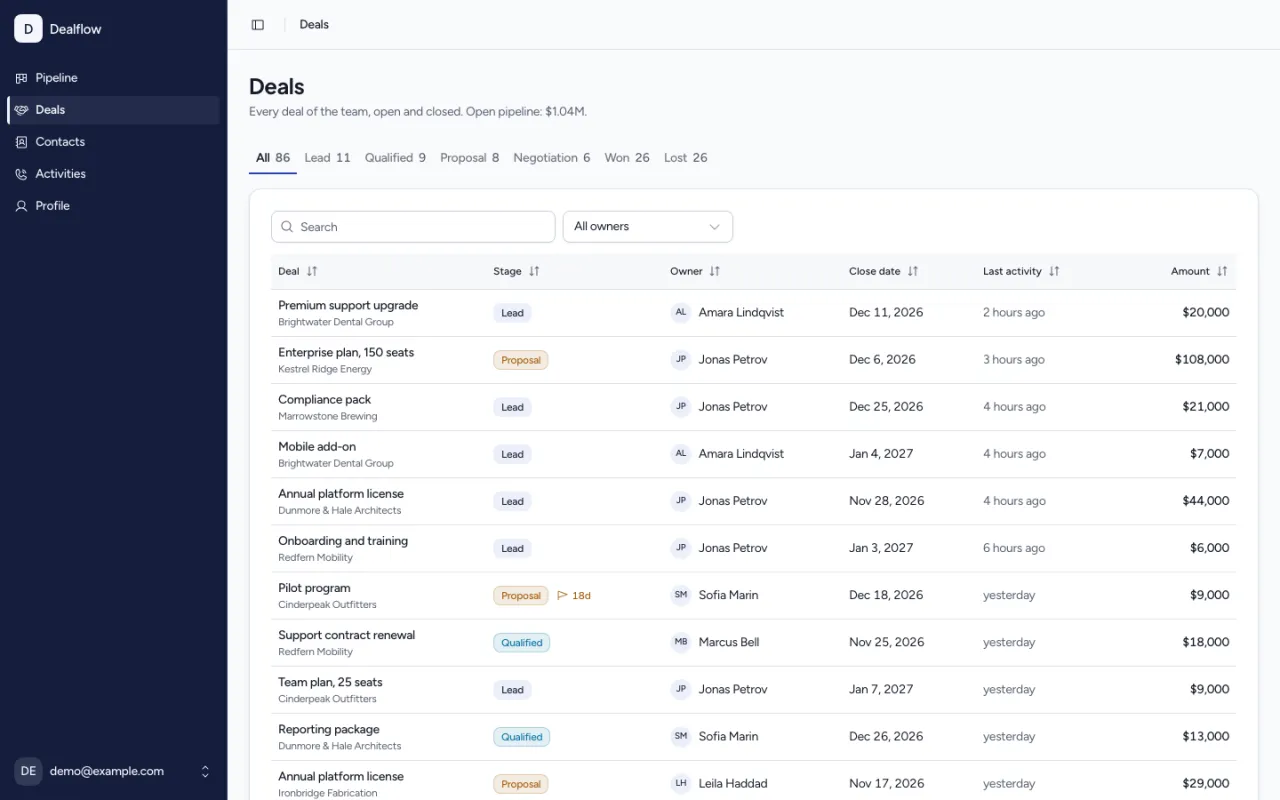 D Dealflow
Deals
Pipeline
Deals
Contacts
Activities
Profile
DE demo@example.com
Deals
Every deal of the team, open and closed. Open pipeline: $1.04M.
All 86 Lead 11 Qualified 9 Proposal 8 Negotiation 6 Won 26 Lost 26
Search All owners
Deal Stage Owner Close date Last activity Amount
Premium support upgrade
Brightwater Dental Group
Lead AL Amara Lindqvist Dec 11, 2026 2 hours ago $20,000
Enterprise plan, 150 seats
Kestrel Ridge Energy
Proposal JP Jonas Petrov Dec 6, 2026 3 hours ago $108,000
Compliance pack
Marrowstone Brewing
Lead JP Jonas Petrov Dec 25, 2026 4 hours ago $21,000
Mobile add-on
Brightwater Dental Group
Lead AL Amara Lindqvist Jan 4, 2027 4 hours ago $7,000
Annual platform license
Dunmore & Hale Architects
Lead JP Jonas Petrov Nov 28, 2026 4 hours ago $44,000
Onboarding and training
Redfern Mobility
Lead JP Jonas Petrov Jan 3, 2027 6 hours ago $6,000
Pilot program
Cinderpeak Outfitters
Proposal 18d SM Sofia Marin Dec 18, 2026 yesterday $9,000
Support contract renewal
Redfern Mobility
Qualified MB Marcus Bell Nov 25, 2026 yesterday $18,000
Team plan, 25 seats
Cinderpeak Outfitters
Lead JP Jonas Petrov Jan 7, 2027 yesterday $9,000
Reporting package
Dunmore & Hale Architects
Qualified SM Sofia Marin Dec 26, 2026 yesterday $13,000
Annual platform license
Ironbridge Fabrication
Proposal LH Leila Haddad Nov 17, 2026 yesterday $29,000